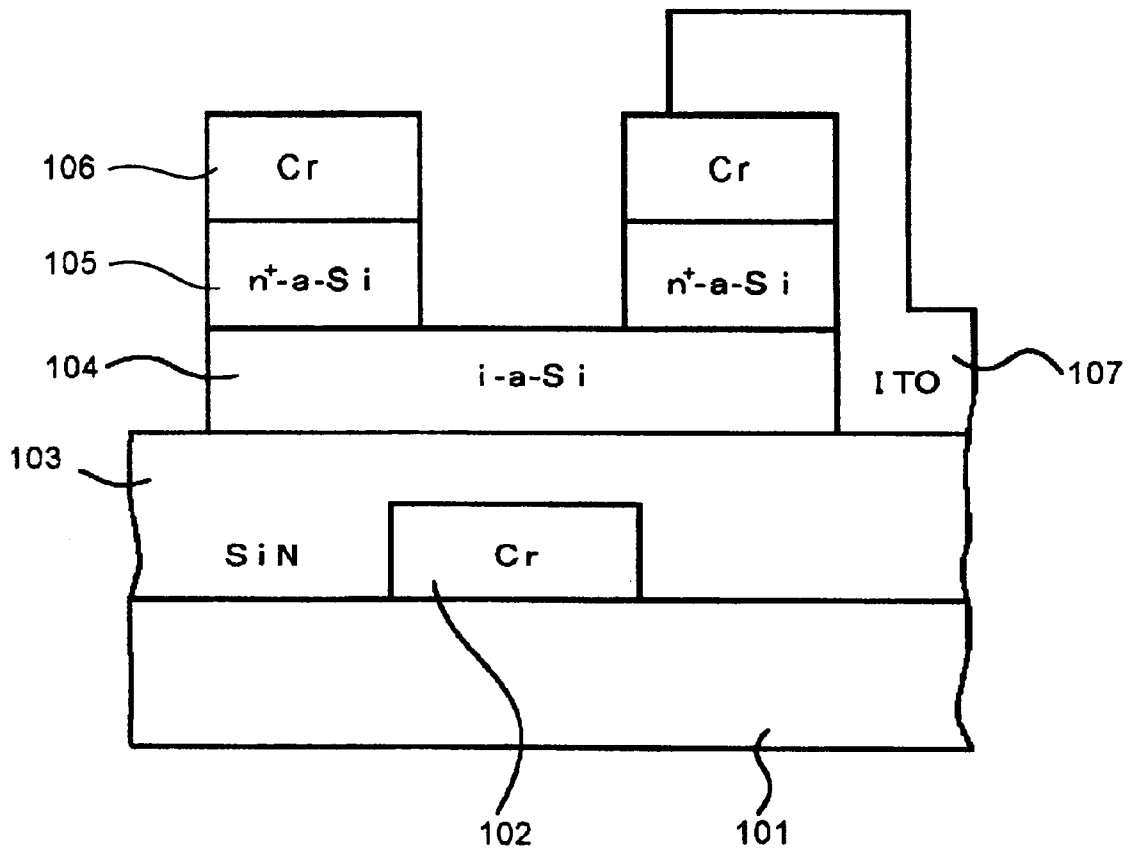 106 Cr Cr
105 n⁺-a-Si n⁺-a-Si
104 i-a-Si ITO 107
103
SiN Cr
102 101